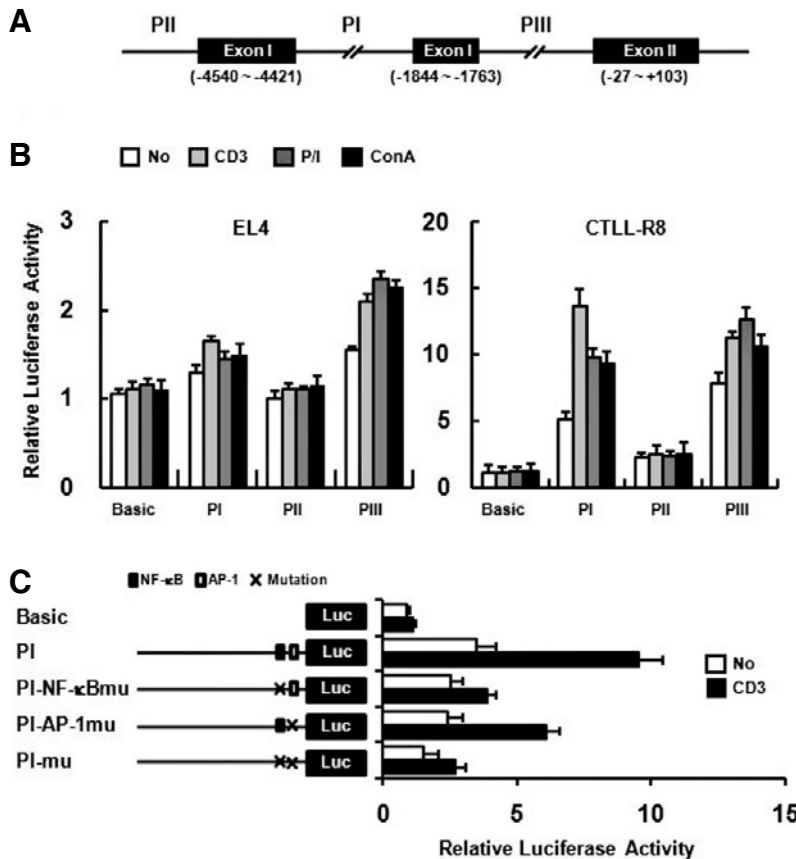 A
PII PI PIII
Exon I Exon I Exon II
(-4540 ~ -4421) (-1844 ~ -1763) (-27 ~ +103)
B
No CD3 P/I ConA
Relative Luciferase Activity
EL4
3
2
1
0
Basic PI PII PIII
CTLL-R8
20
15
10
5
0
Basic PI PII PIII
C
NF-κB AP-1 Mutation
Basic Luc
PI Luc
PI-NF-κBmu Luc
PI-AP-1mu Luc
PI-mu Luc
No
CD3
0 5 10 15
Relative Luciferase Activity